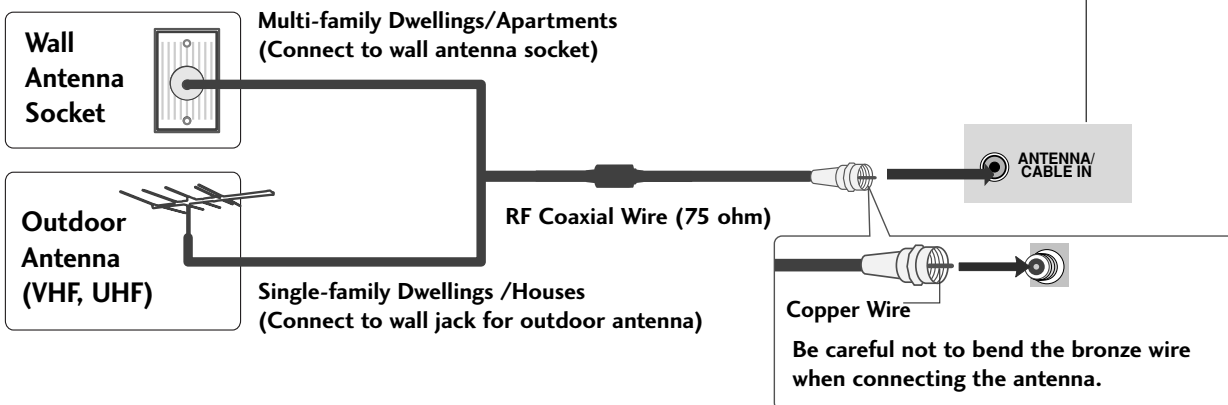 Wall
Antenna
Socket
Multi-family Dwellings/Apartments
(Connect to wall antenna socket)
Outdoor
Antenna
(VHF, UHF)
Single-family Dwellings /Houses
(Connect to wall jack for outdoor antenna)
RF Coaxial Wire (75 ohm)
ANTENNA/
CABLE IN
Copper Wire
Be careful not to bend the bronze wire
when connecting the antenna.